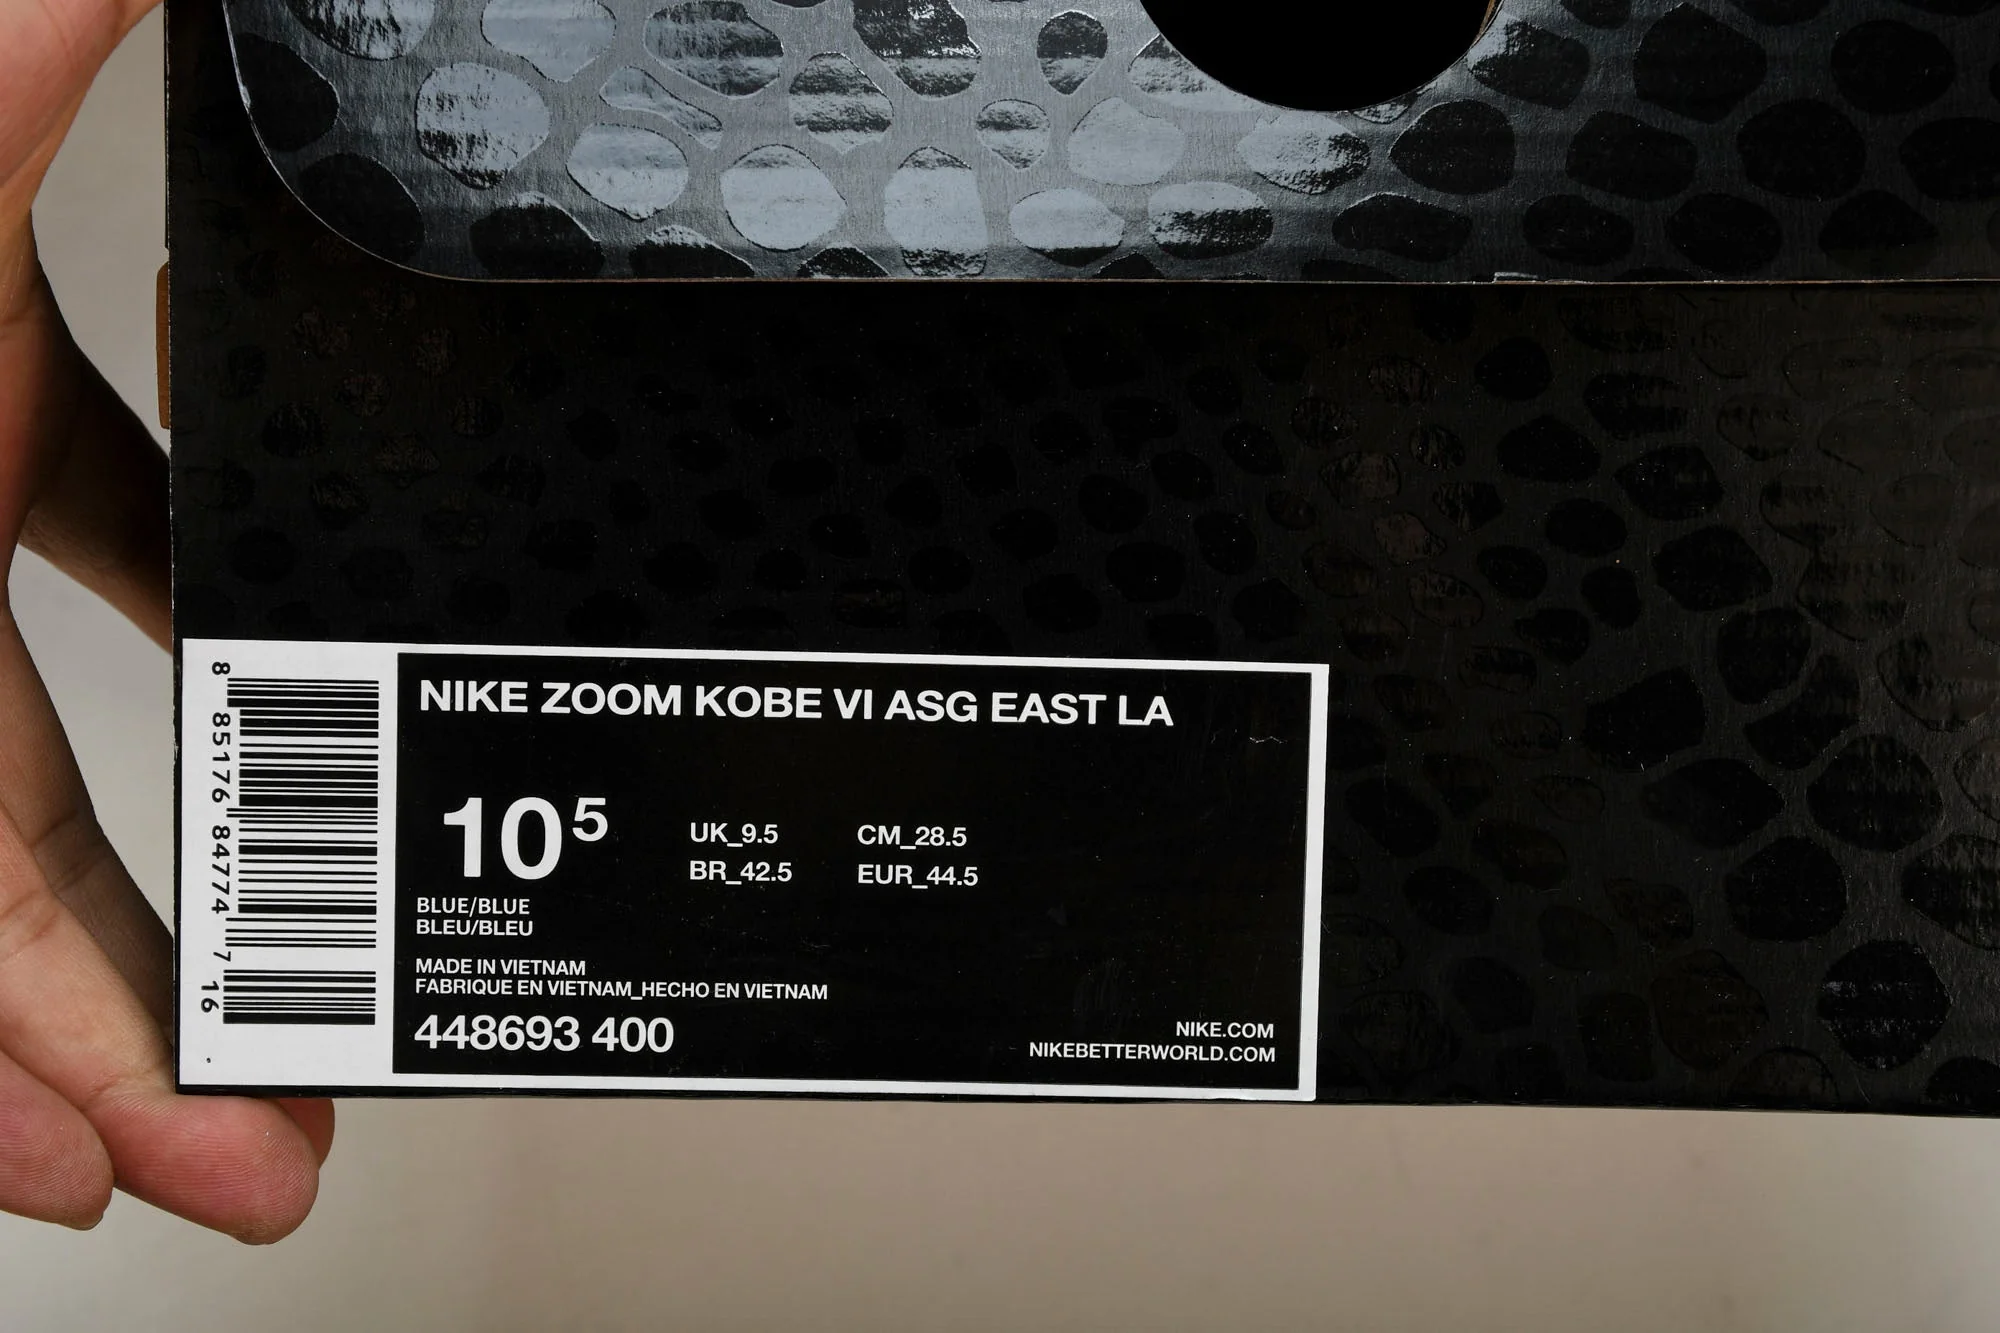 8 85176 84774 7 16
NIKE ZOOM KOBE VI ASG EAST LA
10 5
UK_9.5 CM_28.5
BR_42.5 EUR_44.5
BLUE/BLUE
BLEU/BLEU
MADE IN VIETNAM
FABRIQUE EN VIETNAM_HECHO EN VIETNAM
448693 400
NIKE.COM
NIKEBETTERWORLD.COM